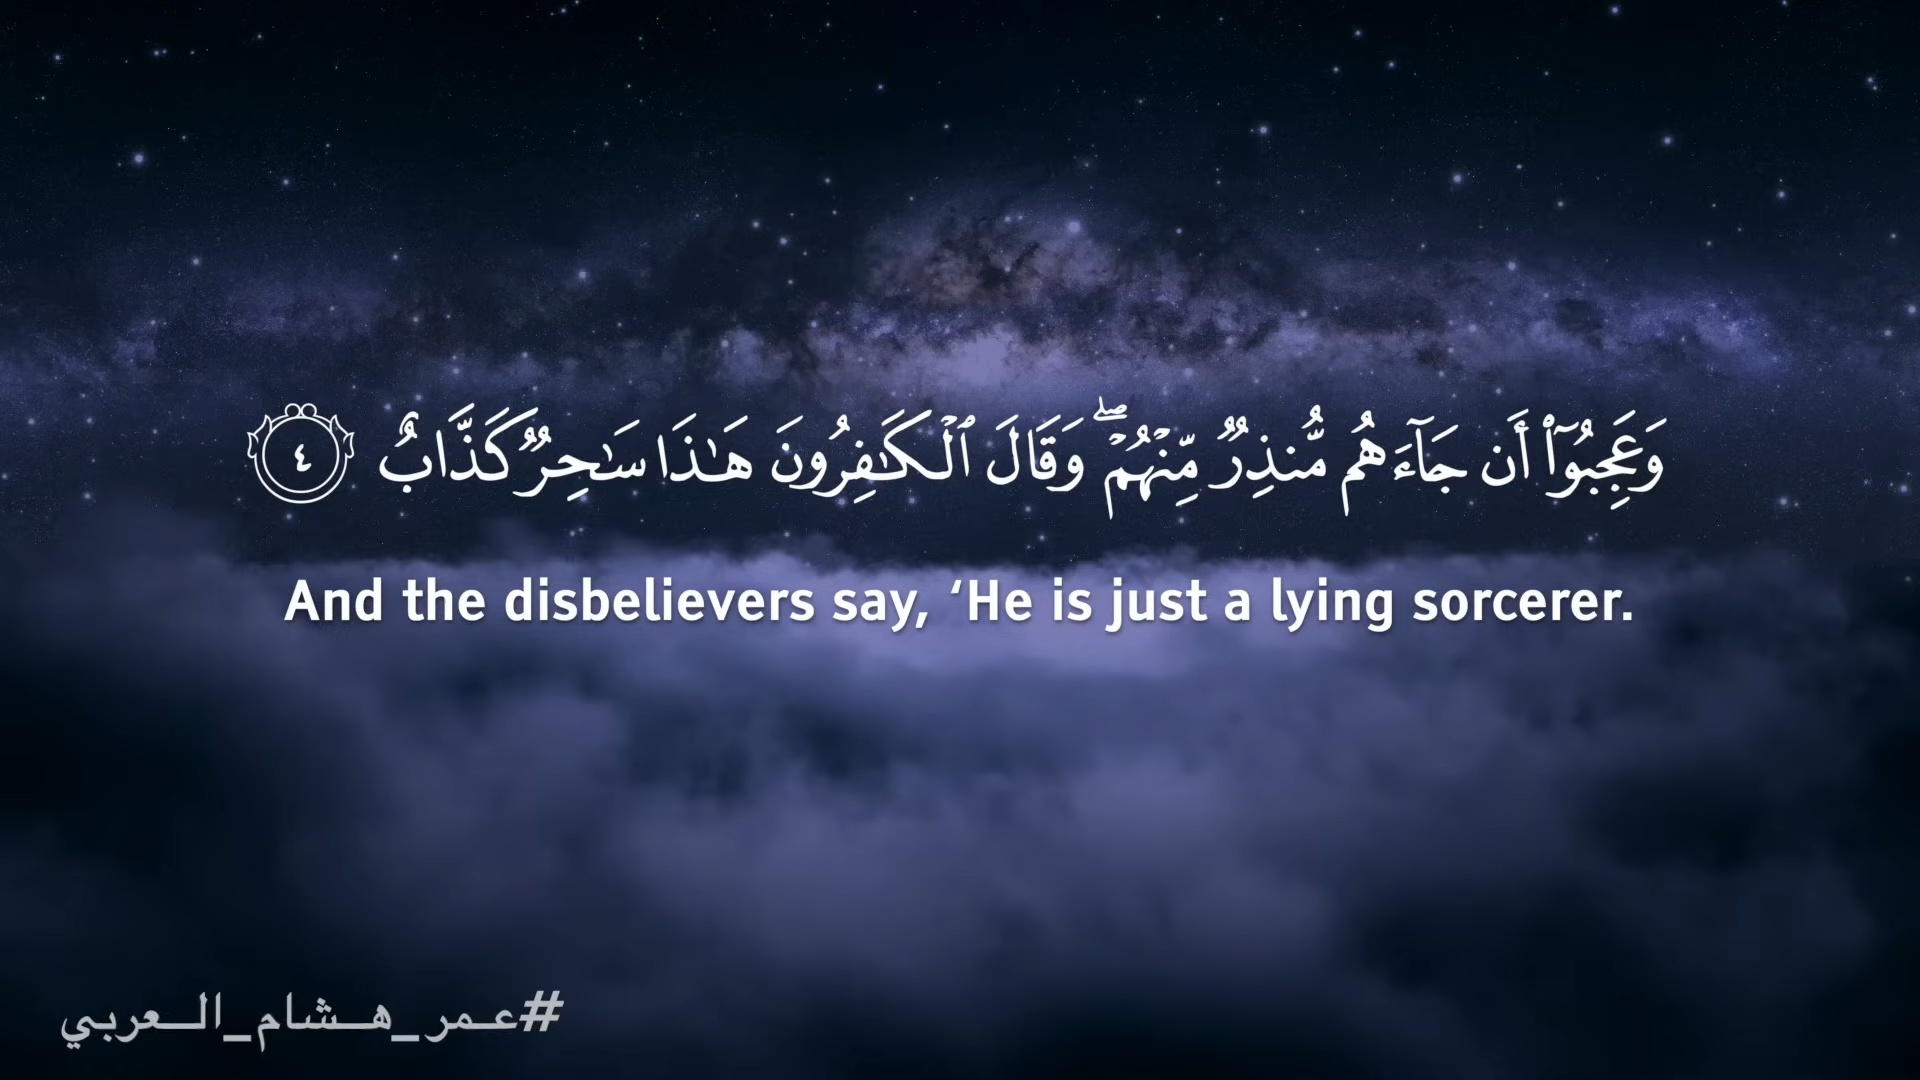 وَعَجِبُوٓا۟ أَن جَآءَهُم مُّنذِرٌ مِّنْهُمْ ۖ وَقَالَ ٱلْكَـٰفِرُونَ هَـٰذَا سَـٰحِرٌ كَذَّابٌ ٤
And the disbelievers say, ‘He is just a lying sorcerer.
#عمر_هشام_العربي